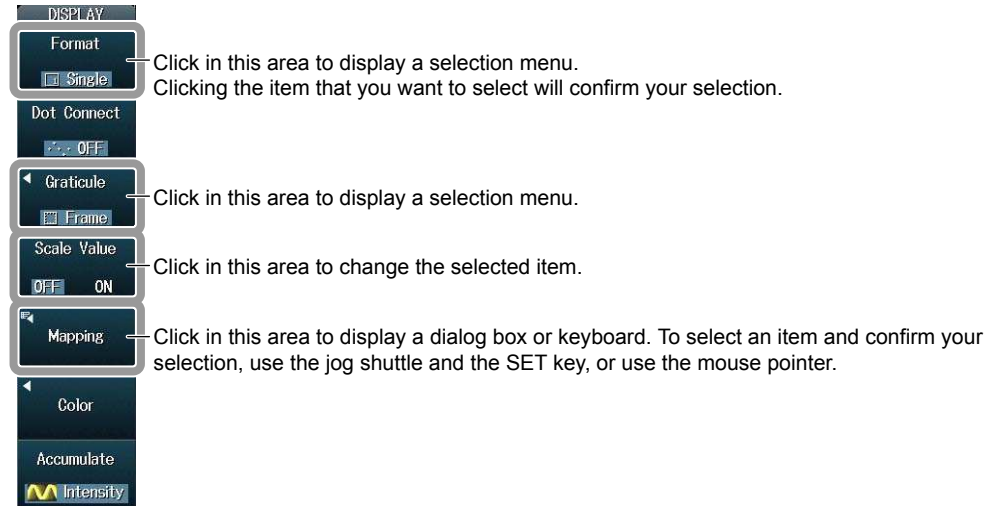 DISPLAY
Format
Single
Click in this area to display a selection menu.
Clicking the item that you want to select will confirm your selection.
Dot Connect
OFF
Graticule
Frame
Click in this area to display a selection menu.
Scale Value
OFF ON
Click in this area to change the selected item.
Mapping
Click in this area to display a dialog box or keyboard. To select an item and confirm your
selection, use the jog shuttle and the SET key, or use the mouse pointer.
Color
Accumulate
Intensity